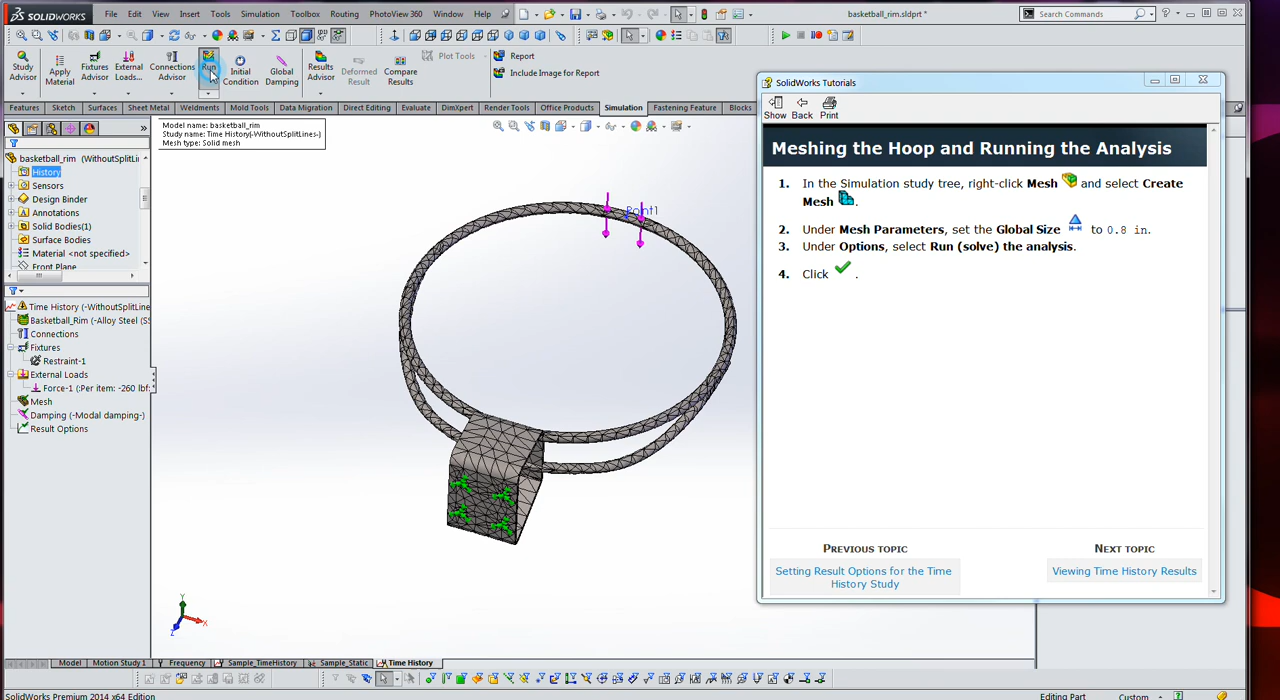 SOLIDWORKS File Edit View Insert Tools Simulation Toolbox Routing PhotoView 360 Window Help basketball_rim.sldprt * Search Commands
Study Advisor
Apply Material
Fixtures Advisor
External Loads...
Connections Advisor
Run
Initial Condition
Global Damping
Results Advisor
Deformed Result
Compare Results
Plot Tools
Report
Include Image for Report
Features Sketch Surfaces Sheet Metal Weldments Mold Tools Data Migration Direct Editing Evaluate DimXpert Render Tools Office Products Simulation Fastening Feature Blocks
Model name: basketball_rim
Study name: Time History(-WithoutSplitLines-)
Mesh type: Solid mesh
basketball_rim (WithoutSplitLi
History
Sensors
Design Binder
Annotations
Solid Bodies(1)
Surface Bodies
Material <not specified>
Front Plane
Time History (-WithoutSplitLine
Basketball_Rim (-Alloy Steel (SS
Connections
Fixtures
Restraint-1
External Loads
Force-1 (:Per item: -260 lbf:
Mesh
Damping (-Modal damping-)
Result Options
Point1
Y
X
Z
SolidWorks Tutorials
Show Back Print
Meshing the Hoop and Running the Analysis
1. In the Simulation study tree, right-click Mesh and select Create
Mesh .
2. Under Mesh Parameters, set the Global Size to 0.8 in.
3. Under Options, select Run (solve) the analysis.
4. Click .
PREVIOUS TOPIC
Setting Result Options for the Time
History Study
NEXT TOPIC
Viewing Time History Results
Model Motion Study 1 Frequency Sample_TimeHistory Sample_Static Time History
SolidWorks Premium 2014 x64 Edition Editing Part Custom